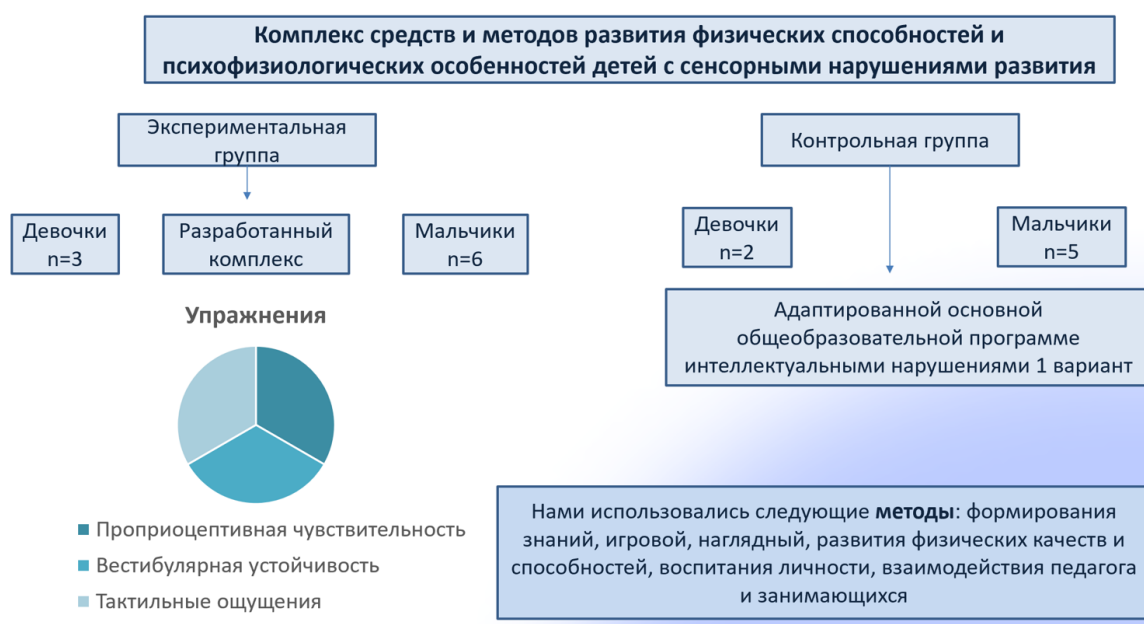 Комплекс средств и методов развития физических способностей и
психофизиологических особенностей детей с сенсорными нарушениями развития
Экспериментальная
группа
Контрольная группа
Девочки
n=3
Разработанный
комплекс
Мальчики
n=6
Девочки
n=2
Мальчики
n=5
Упражнения
Проприоцептивная чувствительность
Вестибулярная устойчивость
Тактильные ощущения
Адаптированной основной
общеобразовательной программе
интеллектуальными нарушениями 1 вариант
Нами использовались следующие методы: формирования
знаний, игровой, наглядный, развития физических качеств и
способностей, воспитания личности, взаимодействия педагога
и занимающихся